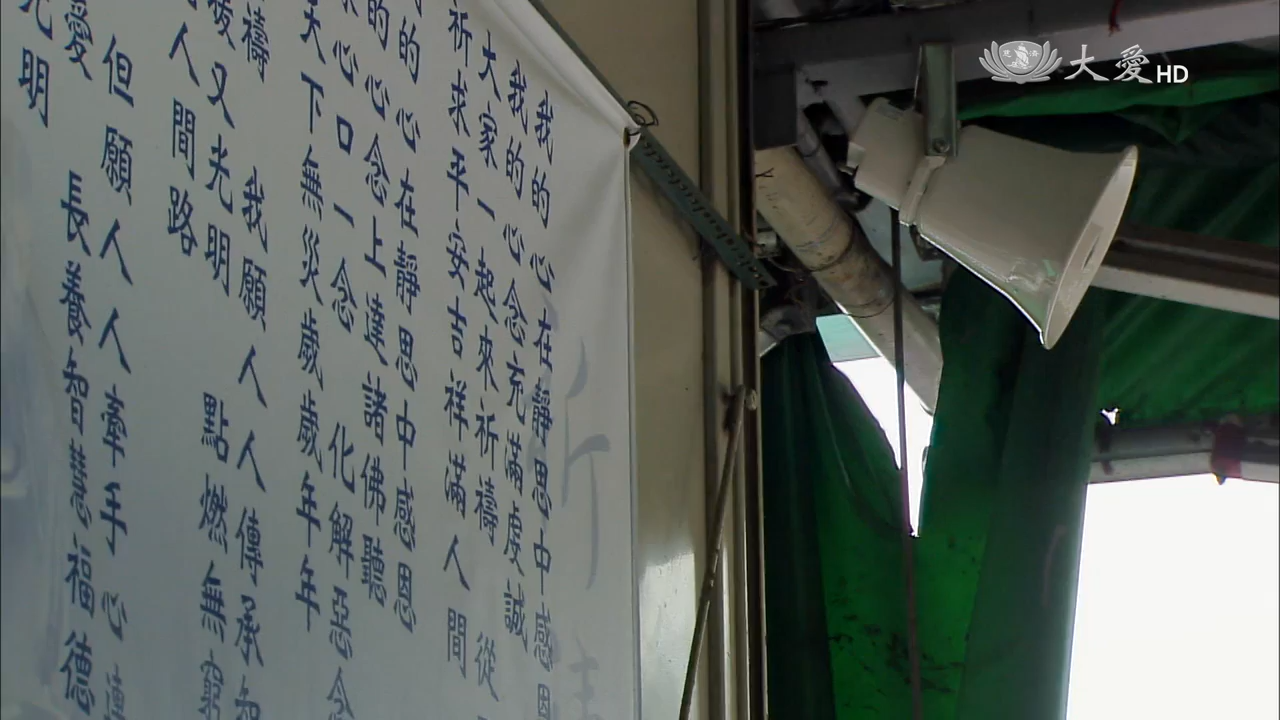 我的心在靜思中感恩
我的心念充滿虔誠
大家一起來祈禱 從
祈求平安吉祥滿人間
的心在靜思中感恩
的心念上達諸佛聽
心口一念 化解惡念
天下無災歲歲年年
禱 我願人人傳承
暖又光明 點燃無
人間路
但願人人牽手心
愛 長養智慧福德
光明
大愛HD